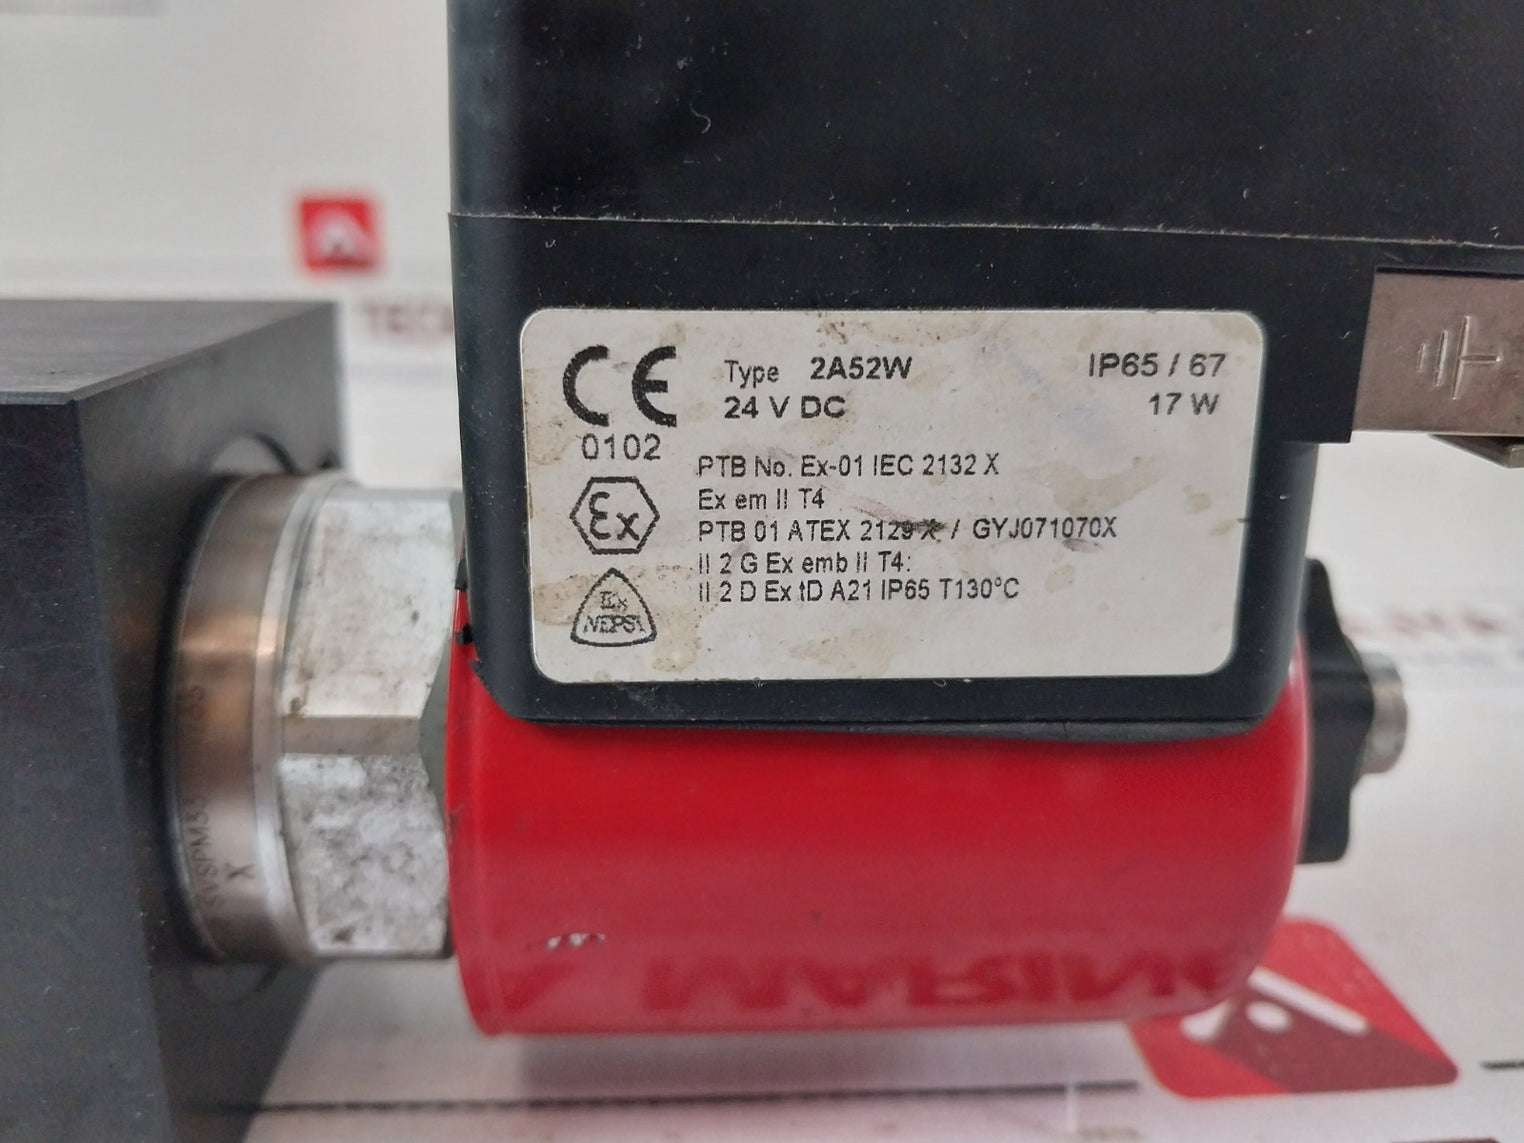 CE Type 2A52W IP65 / 67
24 V DC 17 W
0102
PTB No. Ex-01 IEC 2132 X
Ex em II T4
PTB 01 ATEX 2129 X / GYJ071070X
II 2 G Ex emb II T4:
II 2 D Ex tD A21 IP65 T130°C
Ex
Ex
NEPSI